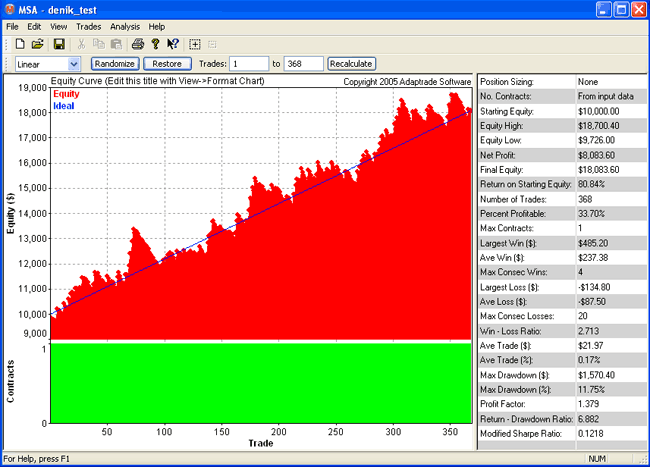 MSA - denik_test
File Edit View Trades Analysis Help
Linear Randomize Restore Trades: 1 to 368 Recalculate
Equity Curve (Edit this title with View->Format Chart) Copyright 2005 Adaptrade Software
Equity
Ideal
19,000
18,000
17,000
16,000
15,000
14,000
13,000
12,000
11,000
10,000
9,000
Equity ($)
1
0
Contracts
50 100 150 200 250 300 350
Trade
Position Sizing: None
No. Contracts: From input data
Starting Equity: $10,000.00
Equity High: $18,700.40
Equity Low: $9,726.00
Net Profit: $8,083.60
Final Equity: $18,083.60
Return on Starting Equity: 80.84%
Number of Trades: 368
Percent Profitable: 33.70%
Max Contracts: 1
Largest Win ($): $485.20
Ave Win ($): $237.38
Max Consec Wins: 4
Largest Loss ($): -$134.80
Ave Loss ($): -$87.50
Max Consec Losses: 20
Win - Loss Ratio: 2.713
Ave Trade ($): $21.97
Ave Trade (%): 0.17%
Max Drawdown ($): $1,570.40
Max Drawdown (%): 11.75%
Profit Factor: 1.379
Return - Drawdown Ratio: 6.882
Modified Sharpe Ratio: 0.1218
For Help, press F1 NUM